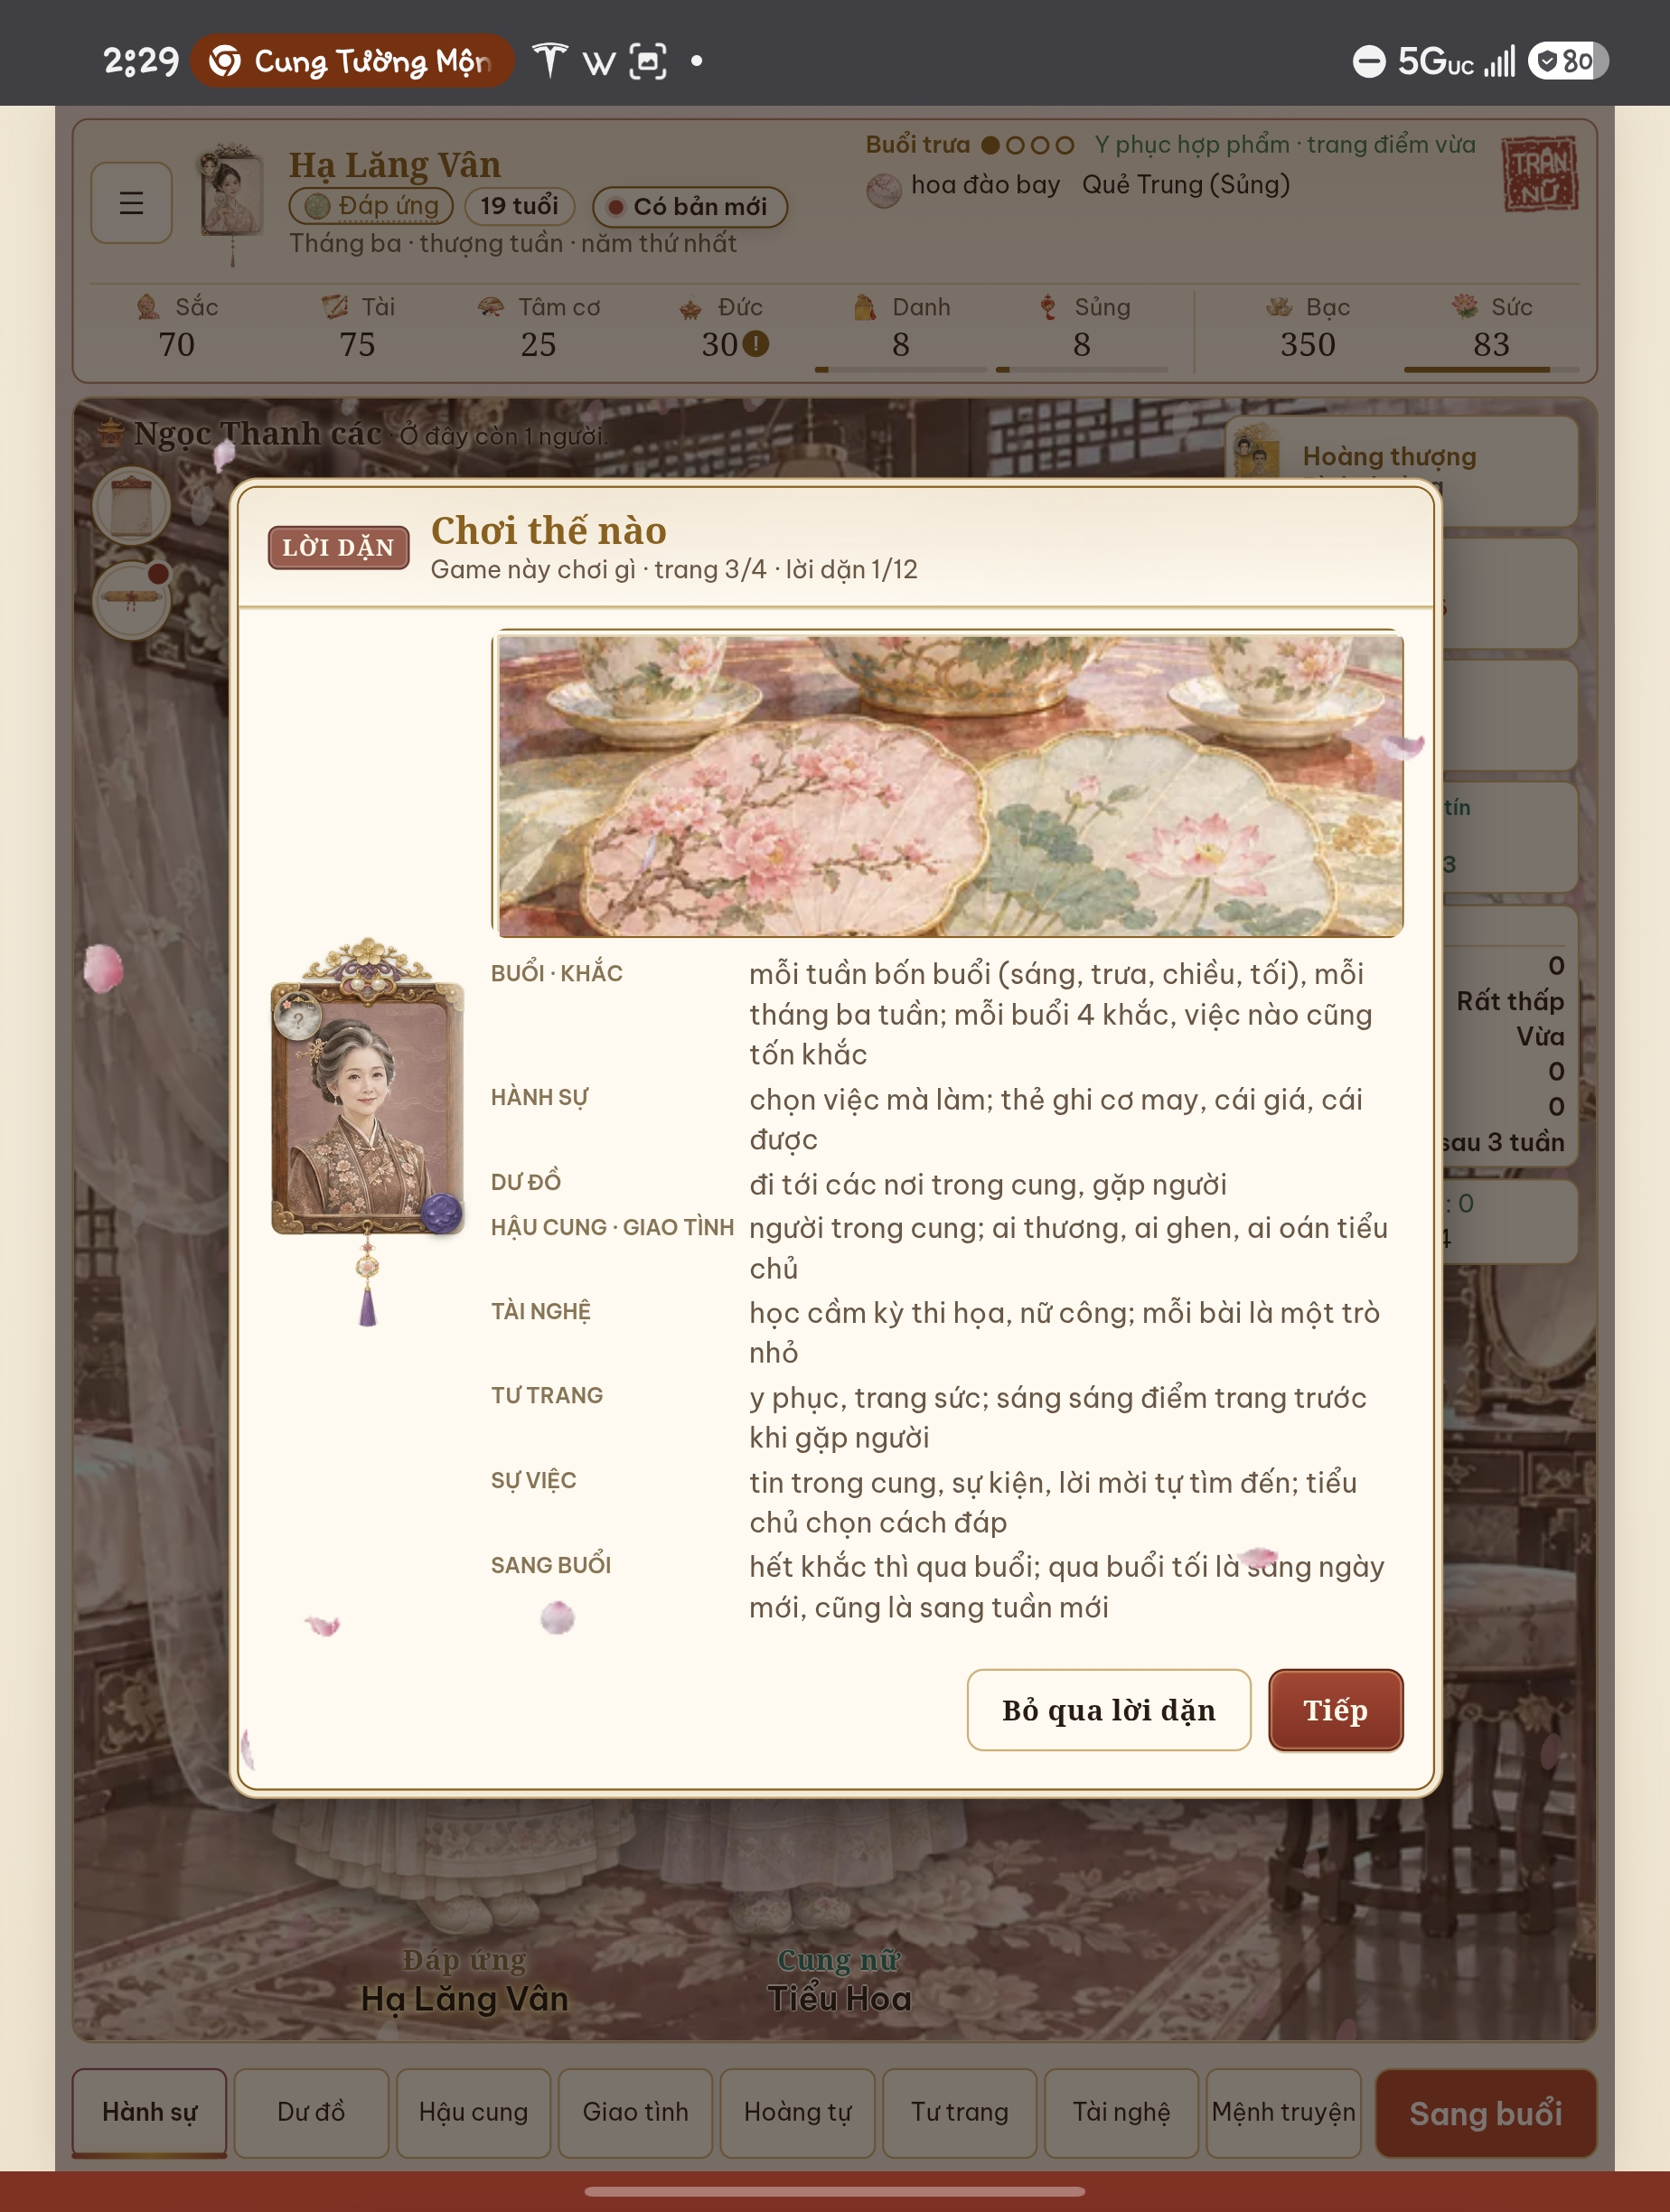 2:29 Cung Tường Môn 5G UC 80
Hạ Lăng Vân
Đáp ứng 19 tuổi Có bản mới
Tháng ba · thượng tuần · năm thứ nhất
Buổi trưa Y phục hợp phẩm · trang điểm vừa
hoa đào bay Quẻ Trung (Sủng)
TRÂN
NỮ
Sắc Tài Tâm cơ Đức Danh Sủng Bạc Sức
70 75 25 30 ! 8 8 350 83
Ngọc Thanh các · Ở đây còn 1 người.
Hoàng thượng
LỜI DẶN
Chơi thế nào
Game này chơi gì · trang 3/4 · lời dặn 1/12
BUỔI · KHẮC mỗi tuần bốn buổi (sáng, trưa, chiều, tối), mỗi
tháng ba tuần; mỗi buổi 4 khắc, việc nào cũng
tốn khắc
HÀNH SỰ chọn việc mà làm; thẻ ghi cơ may, cái giá, cái
được
DƯ ĐỒ đi tới các nơi trong cung, gặp người
HẬU CUNG · GIAO TÌNH người trong cung; ai thương, ai ghen, ai oán tiểu
chủ
TÀI NGHỆ học cầm kỳ thi họa, nữ công; mỗi bài là một trò
nhỏ
TƯ TRANG y phục, trang sức; sáng sáng điểm trang trước
khi gặp người
SỰ VIỆC tin trong cung, sự kiện, lời mời tự tìm đến; tiểu
chủ chọn cách đáp
SANG BUỔI hết khắc thì qua buổi; qua buổi tối là sang ngày
mới, cũng là sang tuần mới
Bỏ qua lời dặn Tiếp
tín
3
0
Rất thấp
Vừa
0
0
sau 3 tuần
: 0
4
Đáp ứng
Hạ Lăng Vân
Cung nữ
Tiểu Hoa
Hành sự Dư đồ Hậu cung Giao tình Hoàng tự Tư trang Tài nghệ Mệnh truyện Sang buổi